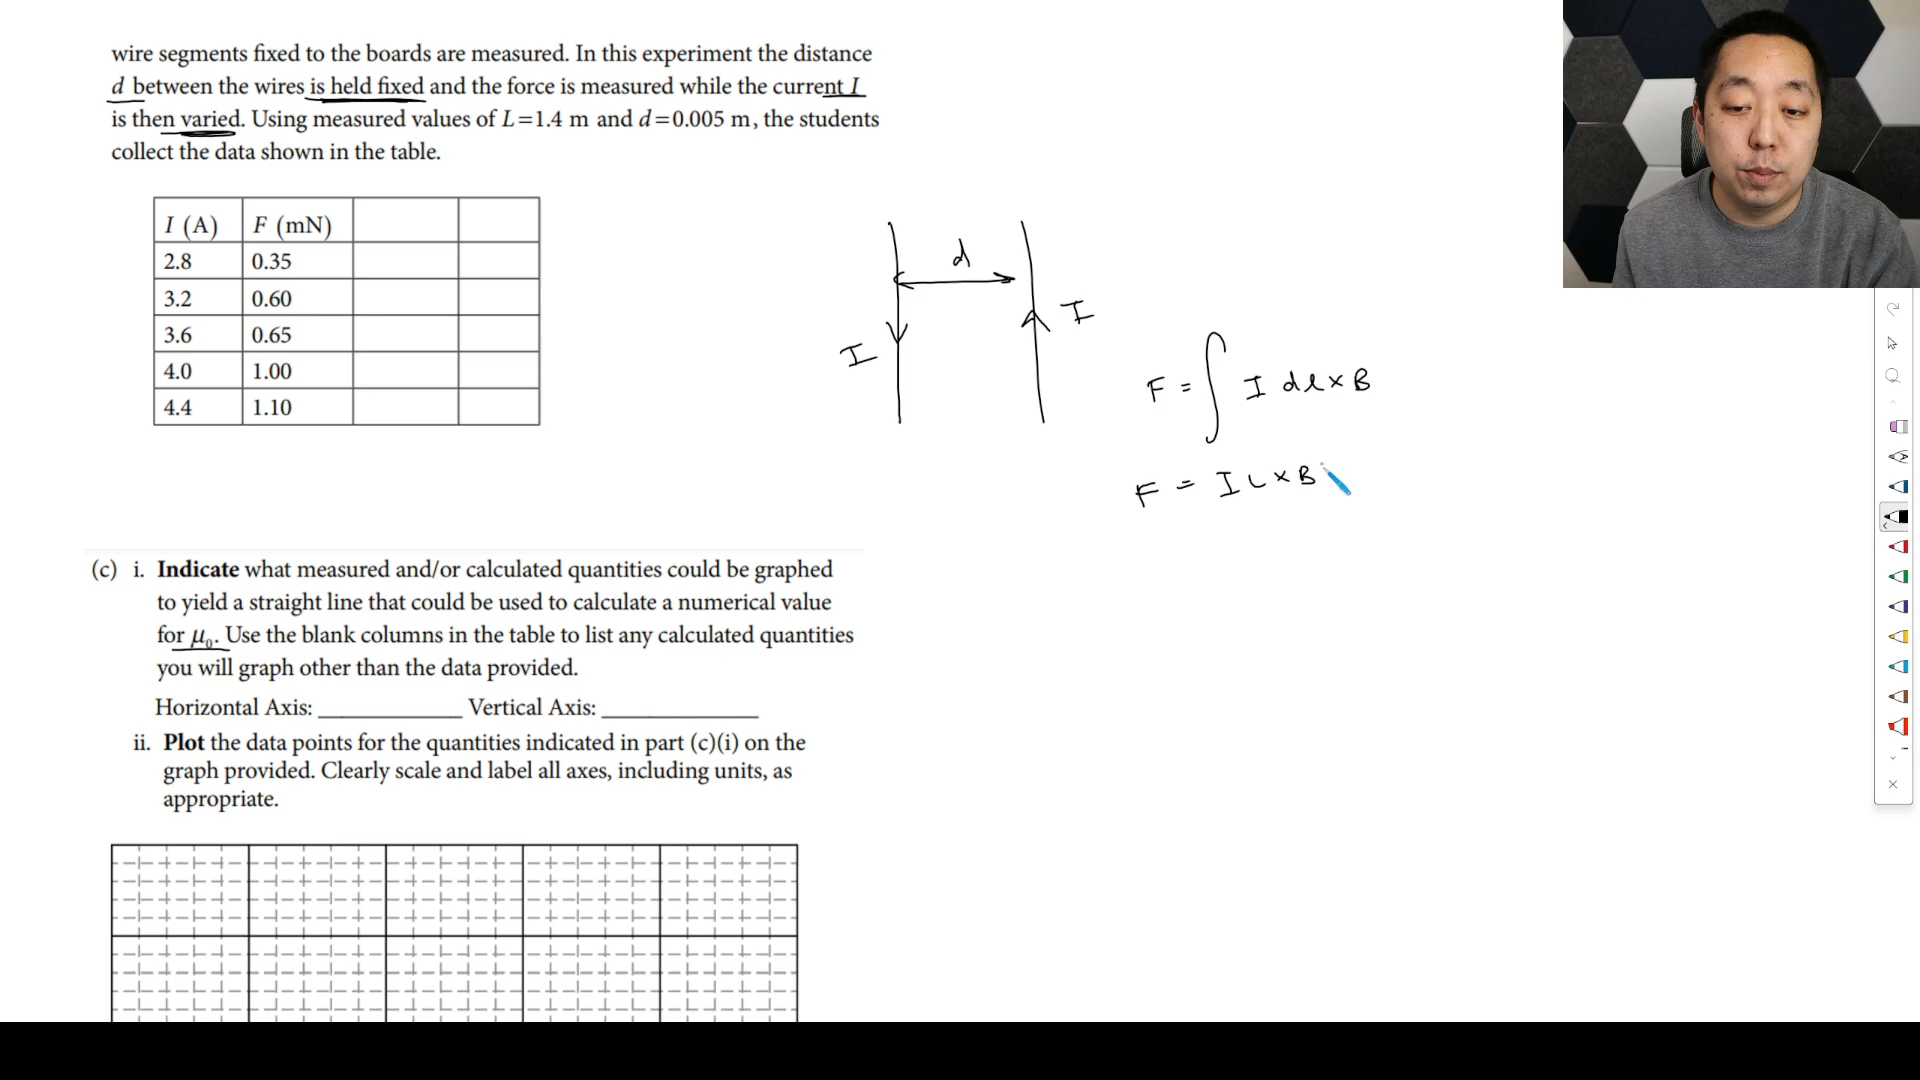 wire segments fixed to the boards are measured. In this experiment the distance
d between the wires is held fixed and the force is measured while the current I
is then varied. Using measured values of L=1.4 m and d=0.005 m, the students
collect the data shown in the table.
I (A) F (mN)
2.8 0.35
3.2 0.60
3.6 0.65
4.0 1.00
4.4 1.10
d
I
I
F = ∫ I dl × B
F = I L × B
(c) i. Indicate what measured and/or calculated quantities could be graphed
to yield a straight line that could be used to calculate a numerical value
for μ₀. Use the blank columns in the table to list any calculated quantities
you will graph other than the data provided.
Horizontal Axis: ____________ Vertical Axis: _____________
ii. Plot the data points for the quantities indicated in part (c)(i) on the
graph provided. Clearly scale and label all axes, including units, as
appropriate.